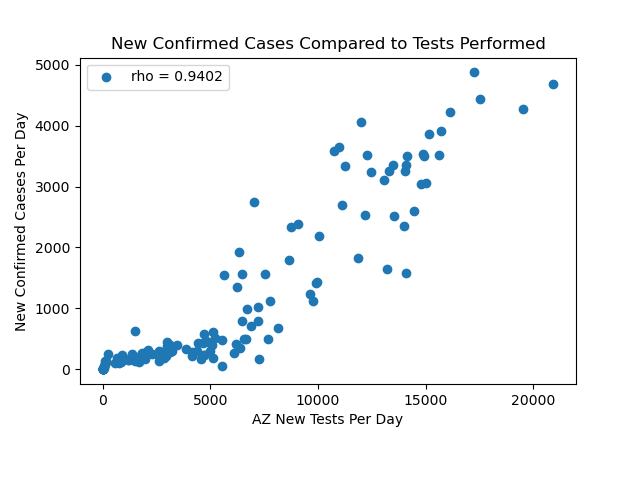 New Confirmed Cases Compared to Tests Performed
rho = 0.9402
New Confirmed Caeses Per Day
5000
4000
3000
2000
1000
0
0 5000 10000 15000 20000
AZ New Tests Per Day